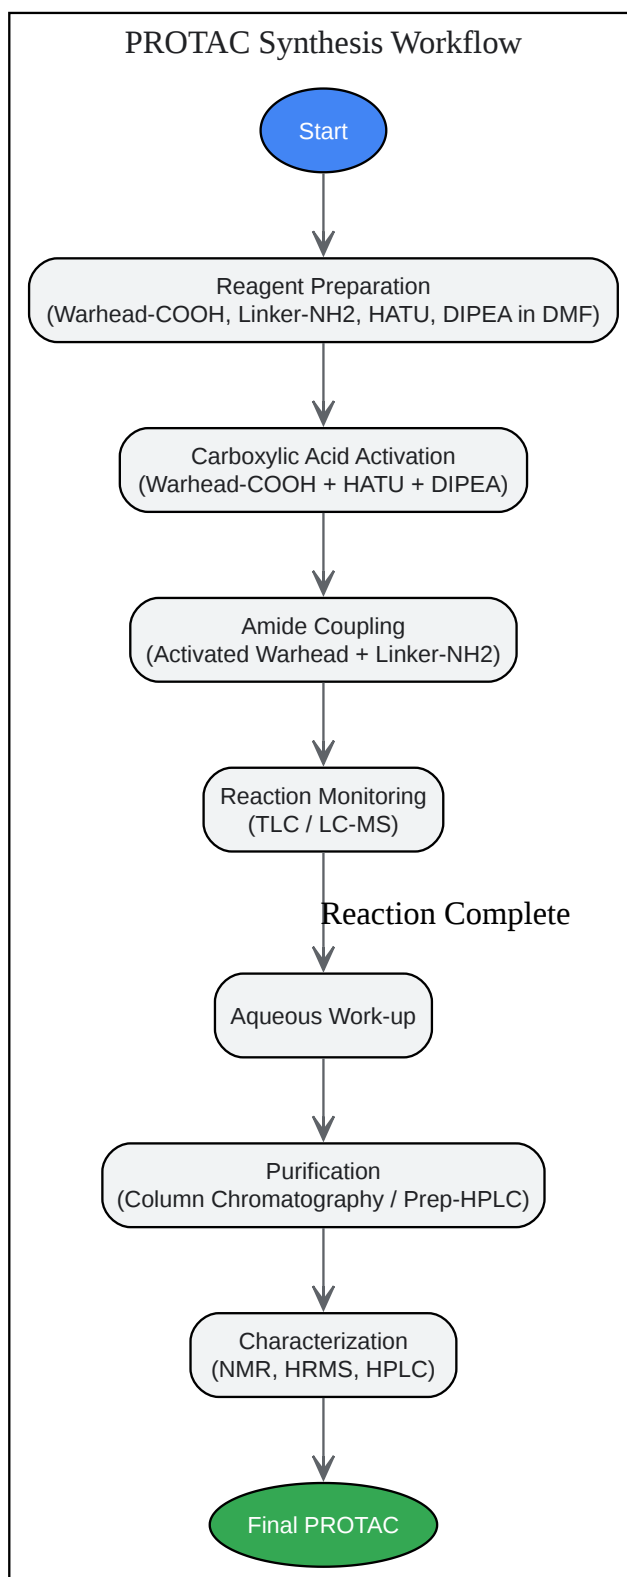 PROTAC Synthesis Workflow
Start
Reagent Preparation
(Warhead-COOH, Linker-NH2, HATU, DIPEA in DMF)
Carboxylic Acid Activation
(Warhead-COOH + HATU + DIPEA)
Amide Coupling
(Activated Warhead + Linker-NH2)
Reaction Monitoring
(TLC / LC-MS)
Reaction Complete
Aqueous Work-up
Purification
(Column Chromatography / Prep-HPLC)
Characterization
(NMR, HRMS, HPLC)
Final PROTAC